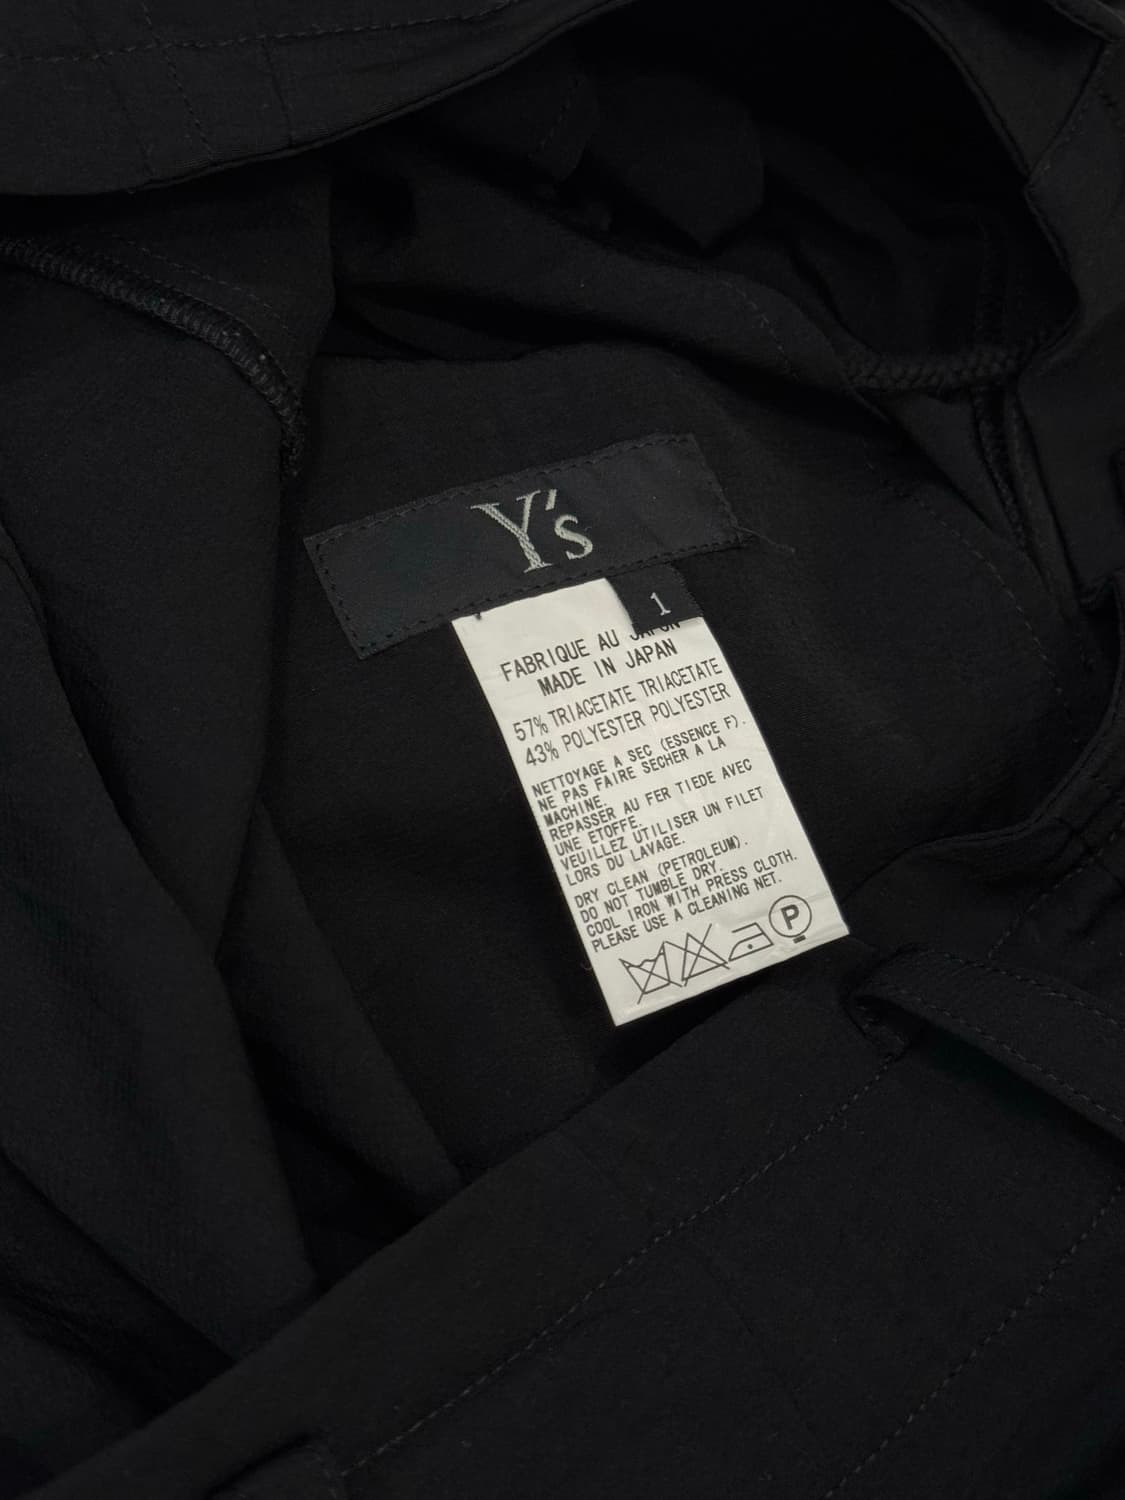 Y's
1
FABRIQUE AU JAPON
MADE IN JAPAN
57% TRIACETATE TRIACETATE
43% POLYESTER POLYESTER
NETTOYAGE A SEC (ESSENCE F).
NE PAS FAIRE SECHER A LA
MACHINE.
REPASSER AU FER TIEDE AVEC
UNE ETOFFE.
VEUILLEZ UTILISER UN FILET
LORS DU LAVAGE.
DRY CLEAN (PETROLEUM).
DO NOT TUMBLE DRY.
COOL IRON WITH PRESS CLOTH.
PLEASE USE A CLEANING NET.
P